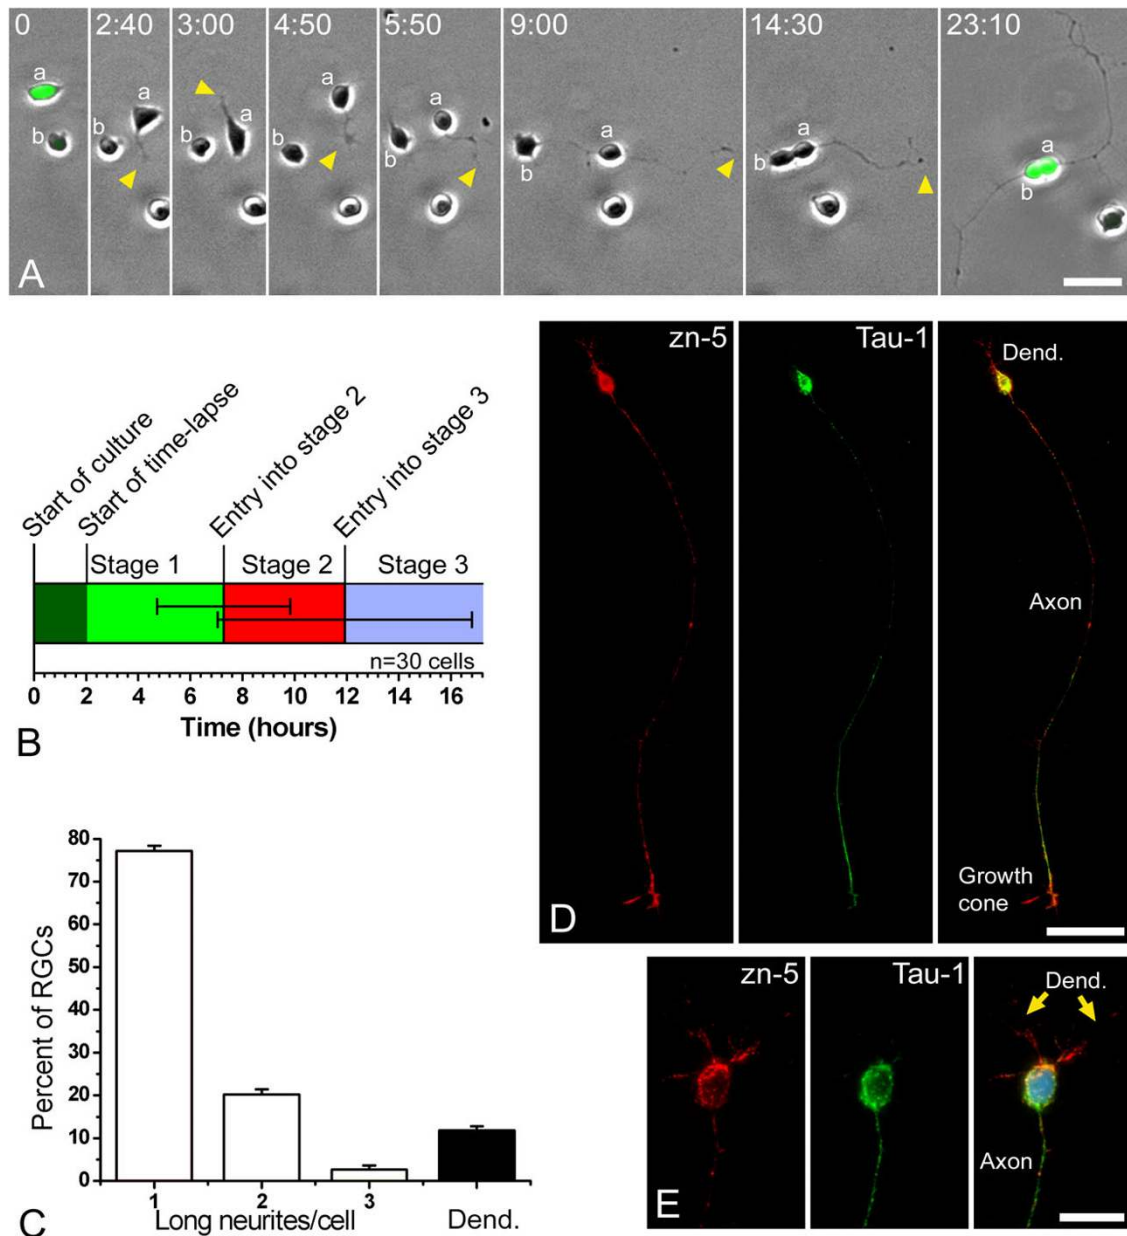 0
2:40
3:00
4:50
5:50
9:00
14:30
23:10
a
b
a
b
a
b
a
b
a
b
a
b
a
b
a
b
A
Start of culture
Start of time-lapse
Entry into stage 2
Entry into stage 3
Stage 1
Stage 2
Stage 3
n=30 cells
0 2 4 6 8 10 12 14 16
Time (hours)
B
80
70
60
50
40
30
20
10
0
Percent of RGCs
1 2 3
Long neurites/cell
Dend.
C
zn-5
Tau-1
Dend.
Axon
Growth
cone
D
zn-5
Tau-1
Dend.
Axon
E